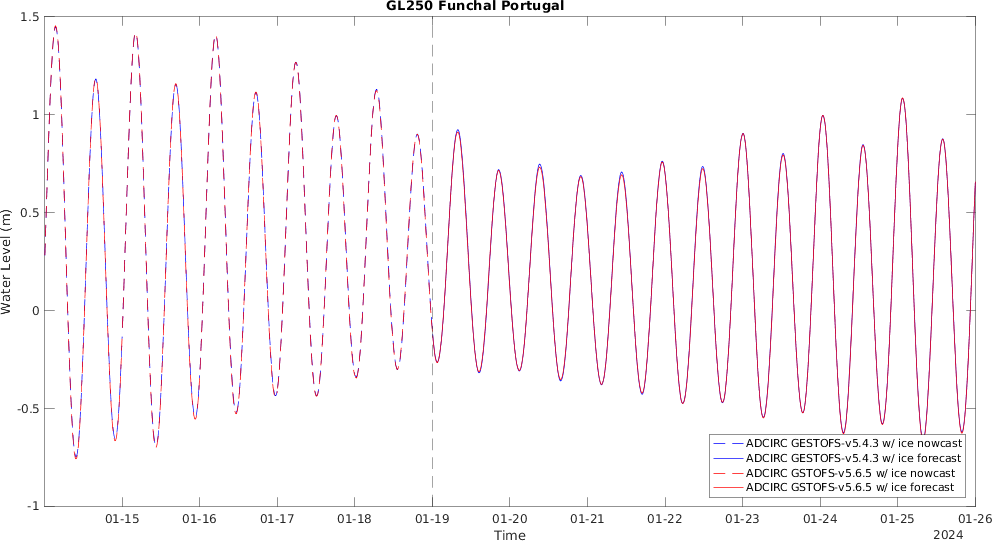 GL250 Funchal Portugal
1.5
1
0.5
0
-0.5
-1
Water Level (m)
ADCIRC GESTOFS-v5.4.3 w/ ice nowcast
ADCIRC GESTOFS-v5.4.3 w/ ice forecast
ADCIRC GSTOFS-v5.6.5 w/ ice nowcast
ADCIRC GSTOFS-v5.6.5 w/ ice forecast
01-15 01-16 01-17 01-18 01-19 01-20 01-21 01-22 01-23 01-24 01-25 01-26
Time
2024